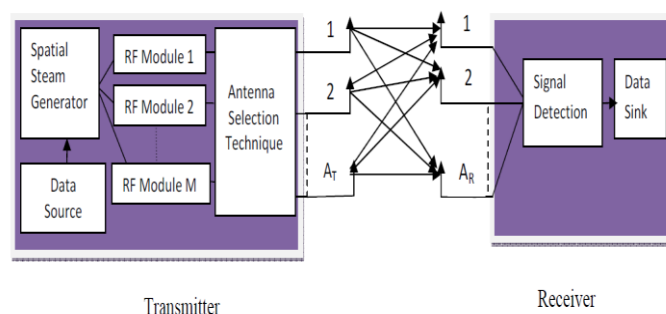 Spatial
Steam
Generator
Data
Source
RF Module 1
RF Module 2
RF Module M
Antenna
Selection
Technique
1
2
AT
1
2
AR
Signal
Detection
Data
Sink
Transmitter
Receiver